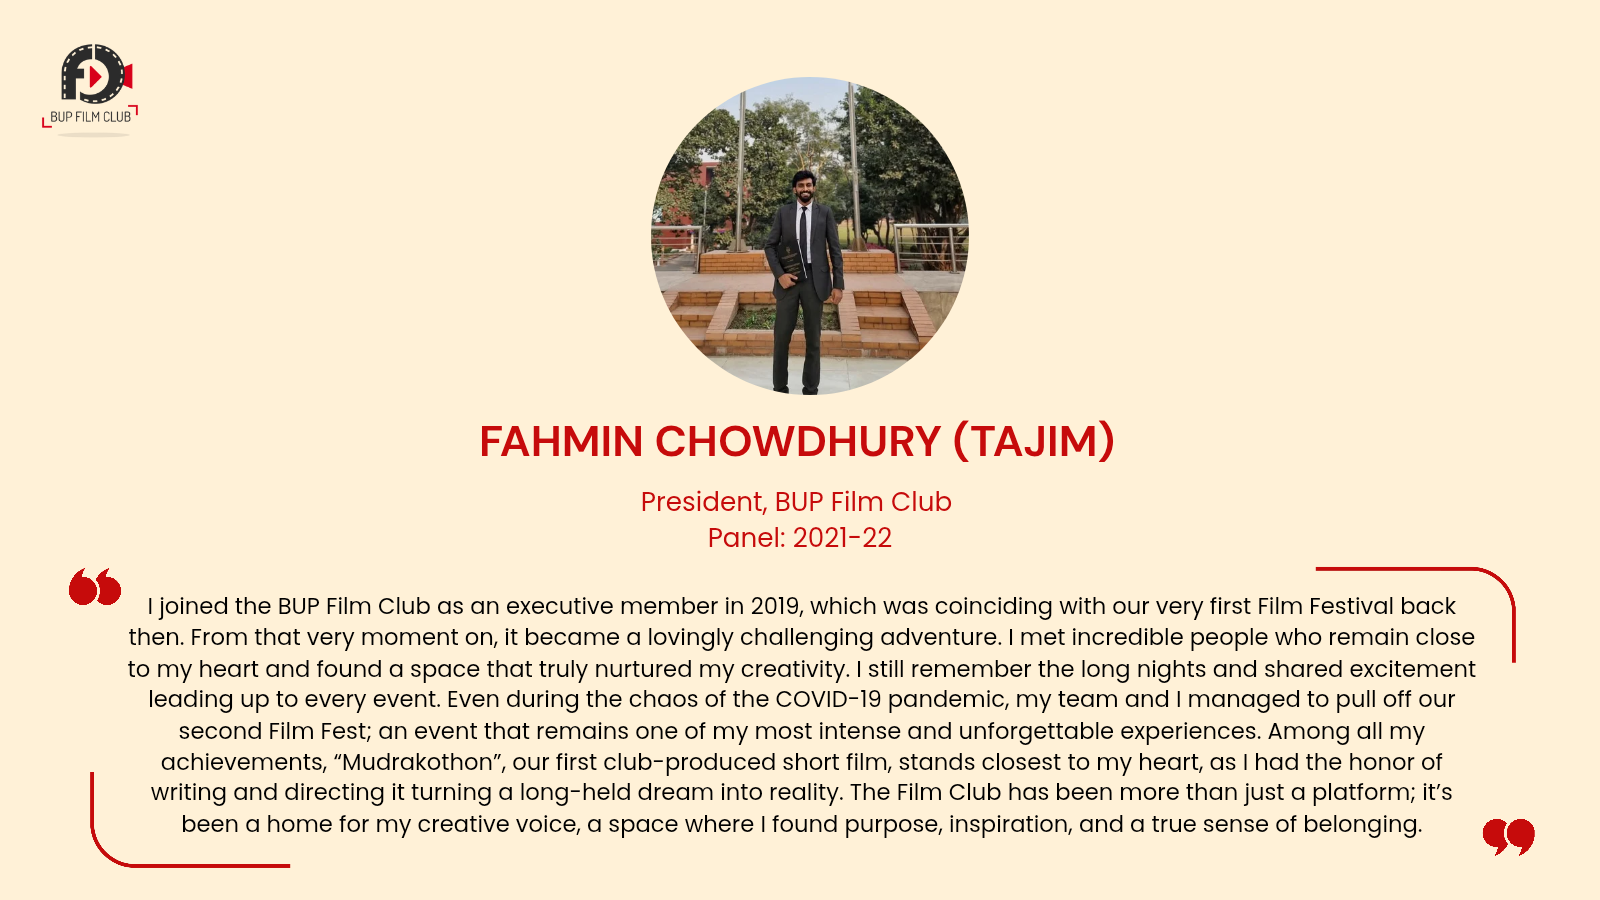 BUP FILM CLUB
FAHMIN CHOWDHURY (TAJIM)
President, BUP Film Club
Panel: 2021-22
I joined the BUP Film Club as an executive member in 2019, which was coinciding with our very first Film Festival back
then. From that very moment on, it became a lovingly challenging adventure. I met incredible people who remain close
to my heart and found a space that truly nurtured my creativity. I still remember the long nights and shared excitement
leading up to every event. Even during the chaos of the COVID-19 pandemic, my team and I managed to pull off our
second Film Fest; an event that remains one of my most intense and unforgettable experiences. Among all my
achievements, “Mudrakothon”, our first club-produced short film, stands closest to my heart, as I had the honor of
writing and directing it turning a long-held dream into reality. The Film Club has been more than just a platform; it’s
been a home for my creative voice, a space where I found purpose, inspiration, and a true sense of belonging.